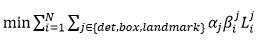 min ∑_{i=1}^{N} ∑_{j∈{det,box,landmark}} α_j β_i^j L_i^j